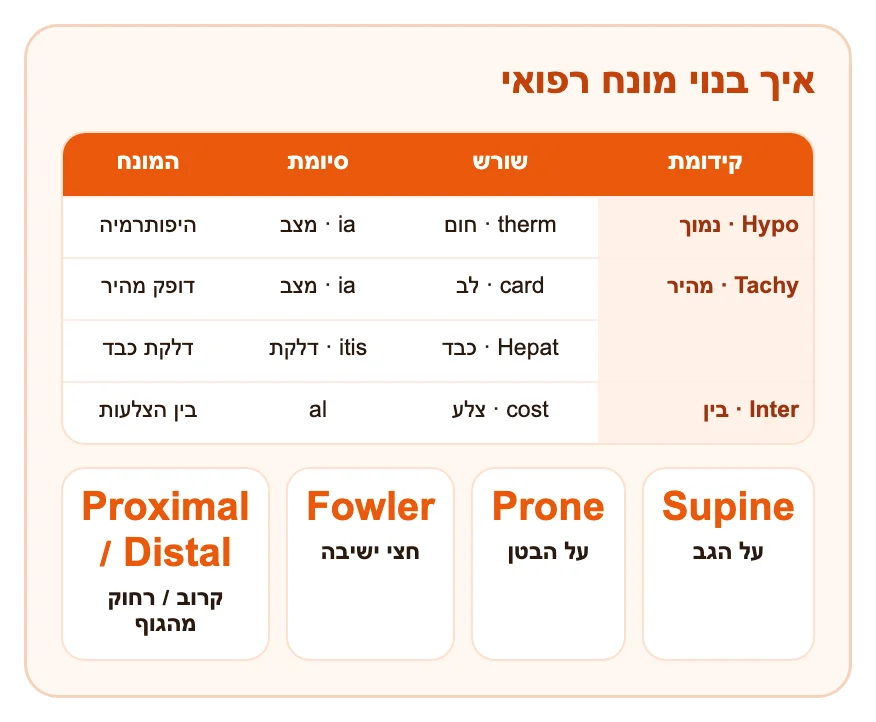 איך בנוי מונח רפואי
קידומת שורש סיומת המונח
Hypo · נמוך therm · חום ia · מצב היפותרמיה
Tachy · מהיר card · לב ia · מצב דופק מהיר
Hepat · כבד itis · דלקת דלקת כבד
Inter · בין cost · צלע al בין הצלעות
Supine
על הגב
Prone
על הבטן
Fowler
חצי ישיבה
Proximal
/ Distal
קרוב / רחוק
מהגוף